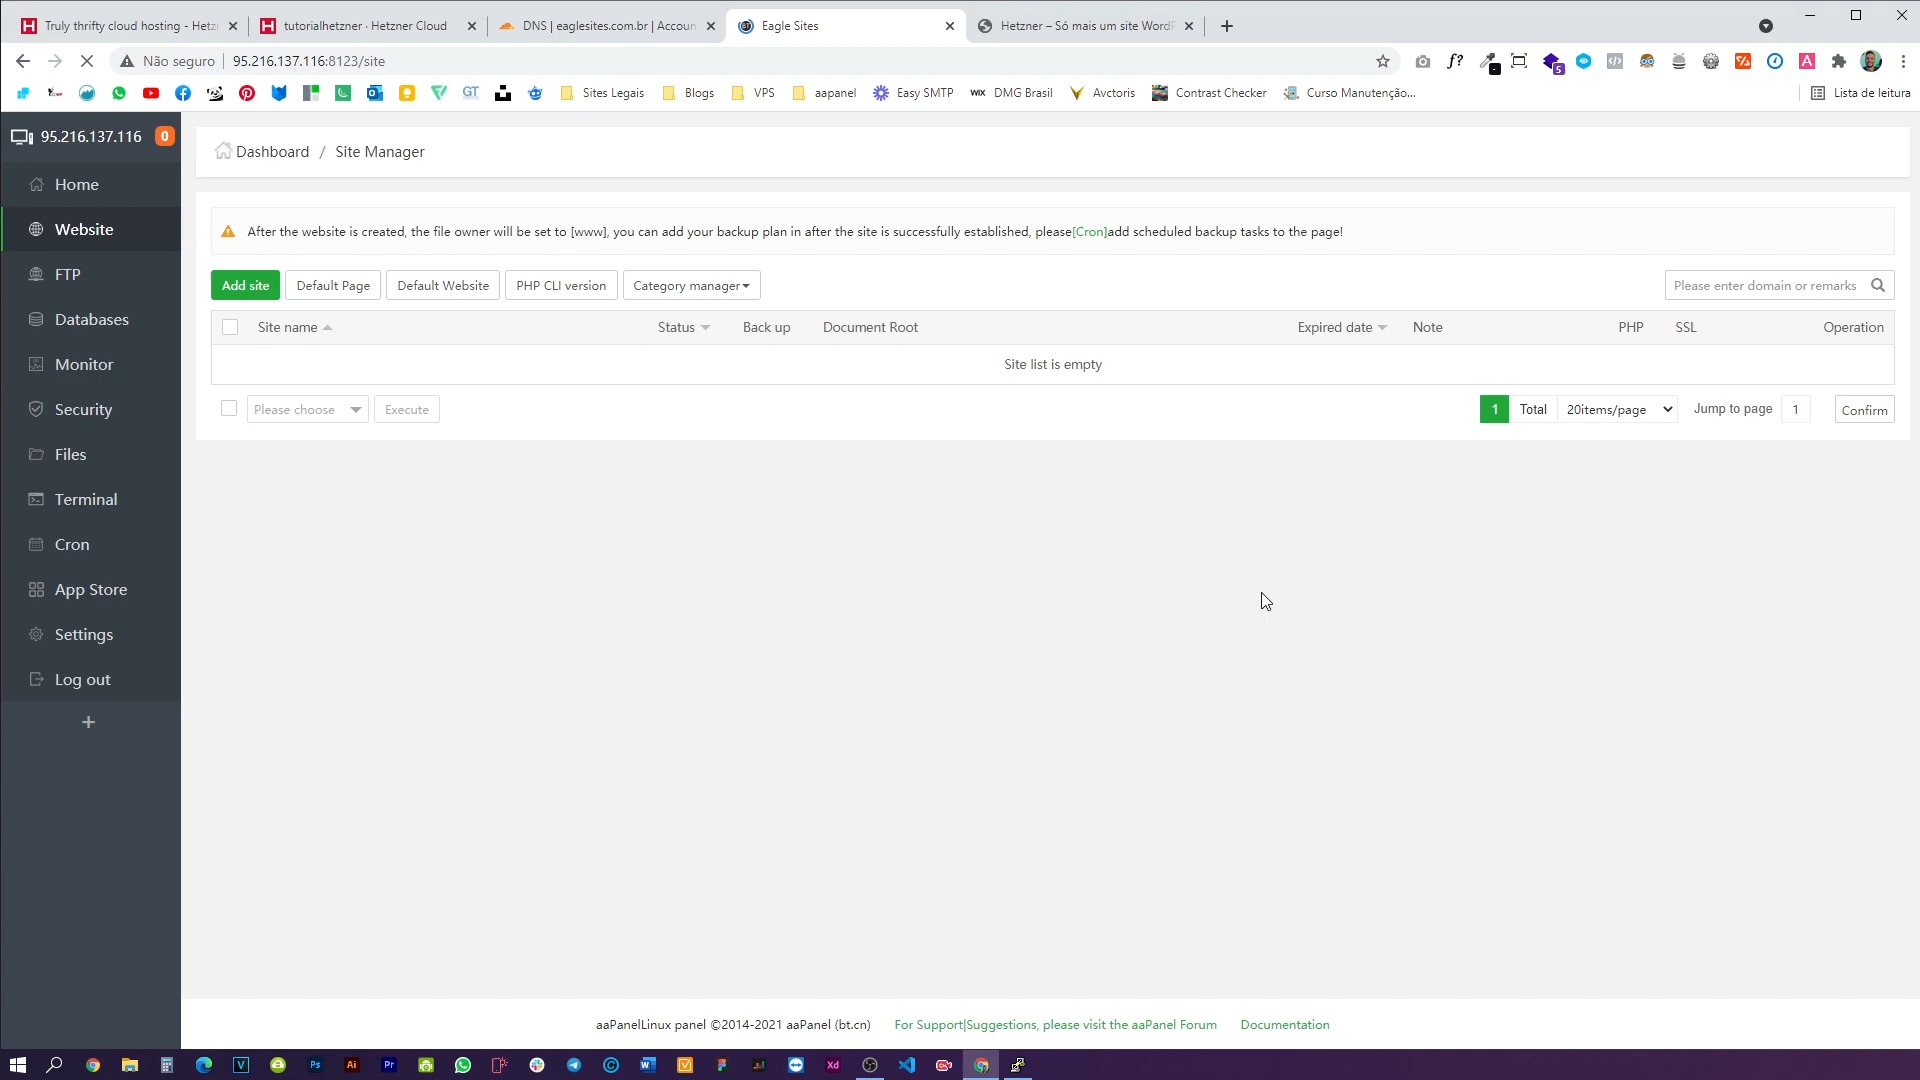 Truly thrifty cloud hosting - Hetz
tutorialhetzner · Hetzner Cloud
DNS | eaglesites.com.br | Accoun
Eagle Sites
Hetzner – Só mais um site WordP
Não seguro
95.216.137.116:8123/site
Sites Legais
Blogs
VPS
aapanel
Easy SMTP
DMG Brasil
Avctoris
Contrast Checker
Curso Manutenção...
Lista de leitura
95.216.137.116
0
Dashboard / Site Manager
Home
Website
FTP
Databases
Monitor
Security
Files
Terminal
Cron
App Store
Settings
Log out
After the website is created, the file owner will be set to [www], you can add your backup plan in after the site is successfully established, please[Cron]add scheduled backup tasks to the page!
Add site
Default Page
Default Website
PHP CLI version
Category manager
Please enter domain or remarks
Site name
Status
Back up
Document Root
Expired date
Note
PHP
SSL
Operation
Site list is empty
Please choose
Execute
1
Total
20items/page
Jump to page
1
Confirm
aaPanelLinux panel ©2014-2021 aaPanel (bt.cn)
For Support|Suggestions, please visit the aaPanel Forum
Documentation